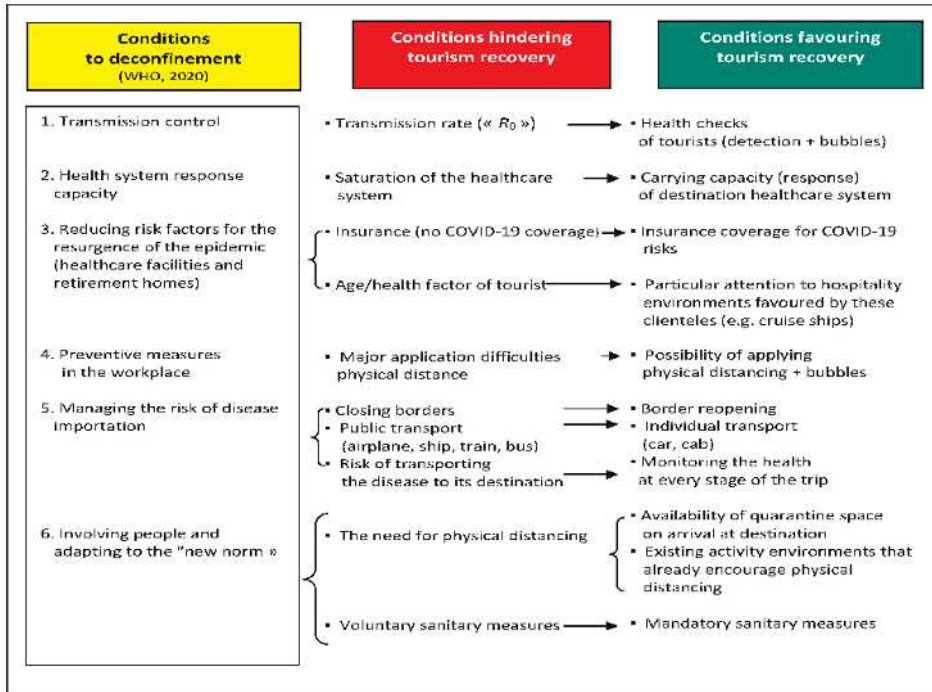 Conditions
to deconfinement
(WHO, 2020)
Conditions hindering
tourism recovery
Conditions favouring
tourism recovery
1. Transmission control
▪ Transmission rate (« R₀ »)
▪ Health checks
of tourists (detection + bubbles)
2. Health system response
capacity
▪ Saturation of the healthcare
system
▪ Carrying capacity (response)
of destination healthcare system
3. Reducing risk factors for the
resurgence of the epidemic
(healthcare facilities and
retirement homes)
▪ Insurance (no COVID-19 coverage)
▪ Insurance coverage for COVID-19
risks
▪ Age/health factor of tourist
▪ Particular attention to hospitality
environments favoured by these
clienteles (e.g. cruise ships)
4. Preventive measures
in the workplace
▪ Major application difficulties
physical distance
▪ Possibility of applying
physical distancing + bubbles
5. Managing the risk of disease
importation
▪ Closing borders
▪ Border reopening
▪ Public transport
(airplane, ship, train, bus)
▪ Individual transport
(car, cab)
▪ Risk of transporting
the disease to its destination
▪ Monitoring the health
at every stage of the trip
6. Involving people and
adapting to the "new norm »
▪ The need for physical distancing
▪ Availability of quarantine space
on arrival at destination
▪ Existing activity environments that
already encourage physical
distancing
▪ Voluntary sanitary measures
▪ Mandatory sanitary measures